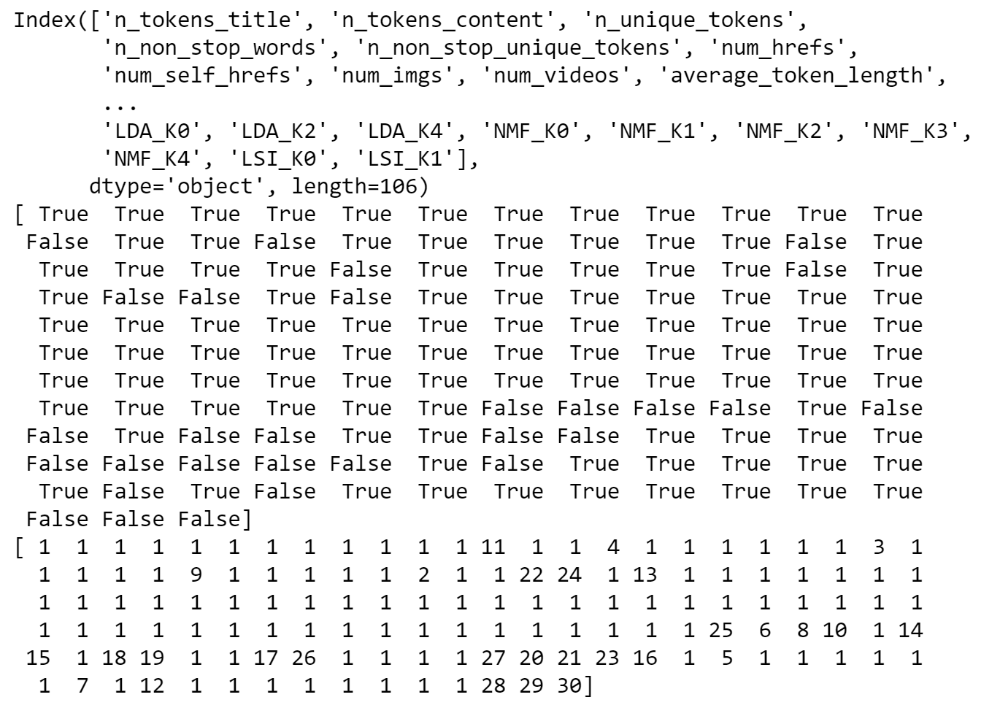 Index(['n_tokens_title', 'n_tokens_content', 'n_unique_tokens',
'n_non_stop_words', 'n_non_stop_unique_tokens', 'num_hrefs',
'num_self_hrefs', 'num_imgs', 'num_videos', 'average_token_length',
...
'LDA_K0', 'LDA_K2', 'LDA_K4', 'NMF_K0', 'NMF_K1', 'NMF_K2', 'NMF_K3',
'NMF_K4', 'LSI_K0', 'LSI_K1'],
dtype='object', length=106)
[ True True True True True True True True True True True True
False True True False True True True True True True False True
True True True True False True True True True True False True
True False False True False True True True True True True True
True True True True True True True True True True True True
True True True True True True True True True True True True
True True True True True True True True True True True True
True True True True True True False False False False True False
False True False False True True False False True True True True
False False False False False True False True True True True True
True False True False True True True True True True True True
False False False]
[ 1 1 1 1 1 1 1 1 1 1 1 1 11 1 1 4 1 1 1 1 1 1 3 1
1 1 1 1 9 1 1 1 1 1 2 1 1 22 24 1 13 1 1 1 1 1 1 1
1 1 1 1 1 1 1 1 1 1 1 1 1 1 1 1 1 1 1 1 1 1 1 1
1 1 1 1 1 1 1 1 1 1 1 1 1 1 1 1 1 1 25 6 8 10 1 14
15 1 18 19 1 1 17 26 1 1 1 1 27 20 21 23 16 1 5 1 1 1 1 1
1 7 1 12 1 1 1 1 1 1 1 1 28 29 30]